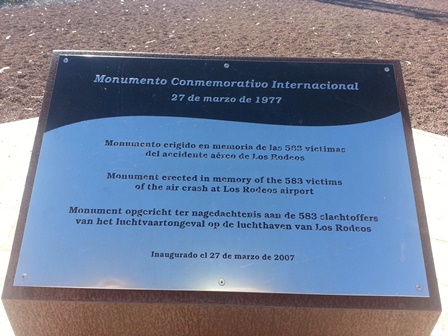 Monumento Conmemorativo Internacional
27 de marzo de 1977
Monumento erigido en memoria de las 583 víctimas
del accidente aéreo de Los Rodeos
Monument erected in memory of the 583 victims
of the air crash at Los Rodeos airport
Monument opgericht ter nagedachtenis aan de 583 slachtoffers
van het luchtvaartongeval op de luchthaven van Los Rodeos
Inaugurado el 27 de marzo de 2007